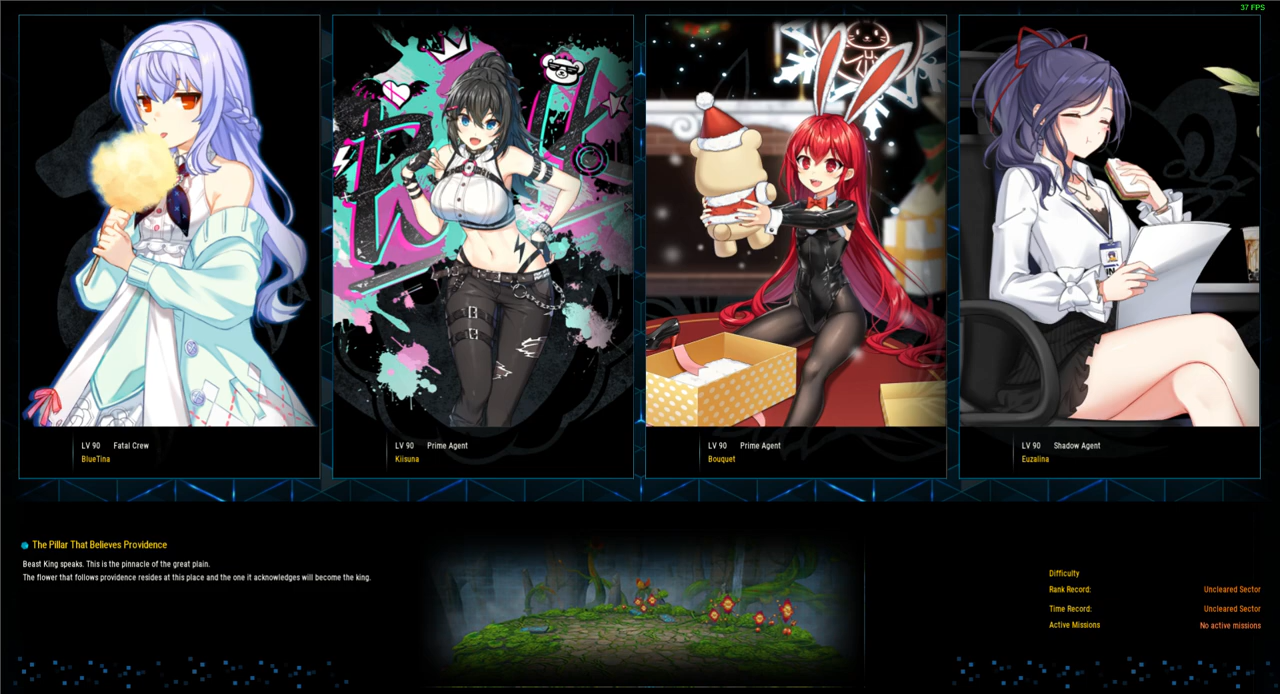 37 FPS
LV 90 Fatal Crew
BlueTina
LV 90 Prime Agent
Kiisuna
LV 90 Prime Agent
Bouquet
LV 90 Shadow Agent
Euzalina
The Pillar That Believes Providence
Beast King speaks. This is the pinnacle of the great plain.
The flower that follows providence resides at this place and the one it acknowledges will become the king.
Difficulty
Rank Record: Uncleared Sector
Time Record: Uncleared Sector
Active Missions No active missions